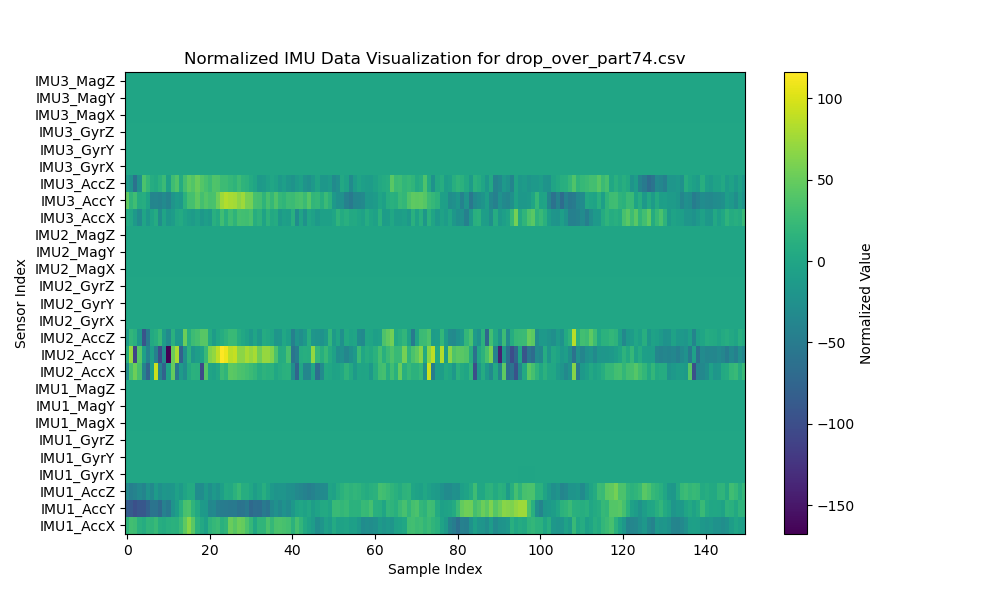 Normalized IMU Data Visualization for drop_over_part74.csv
Sensor Index
IMU3_MagZ
IMU3_MagY
IMU3_MagX
IMU3_GyrZ
IMU3_GyrY
IMU3_GyrX
IMU3_AccZ
IMU3_AccY
IMU3_AccX
IMU2_MagZ
IMU2_MagY
IMU2_MagX
IMU2_GyrZ
IMU2_GyrY
IMU2_GyrX
IMU2_AccZ
IMU2_AccY
IMU2_AccX
IMU1_MagZ
IMU1_MagY
IMU1_MagX
IMU1_GyrZ
IMU1_GyrY
IMU1_GyrX
IMU1_AccZ
IMU1_AccY
IMU1_AccX
0 20 40 60 80 100 120 140
Sample Index
100
50
0
−50
−100
−150
Normalized Value